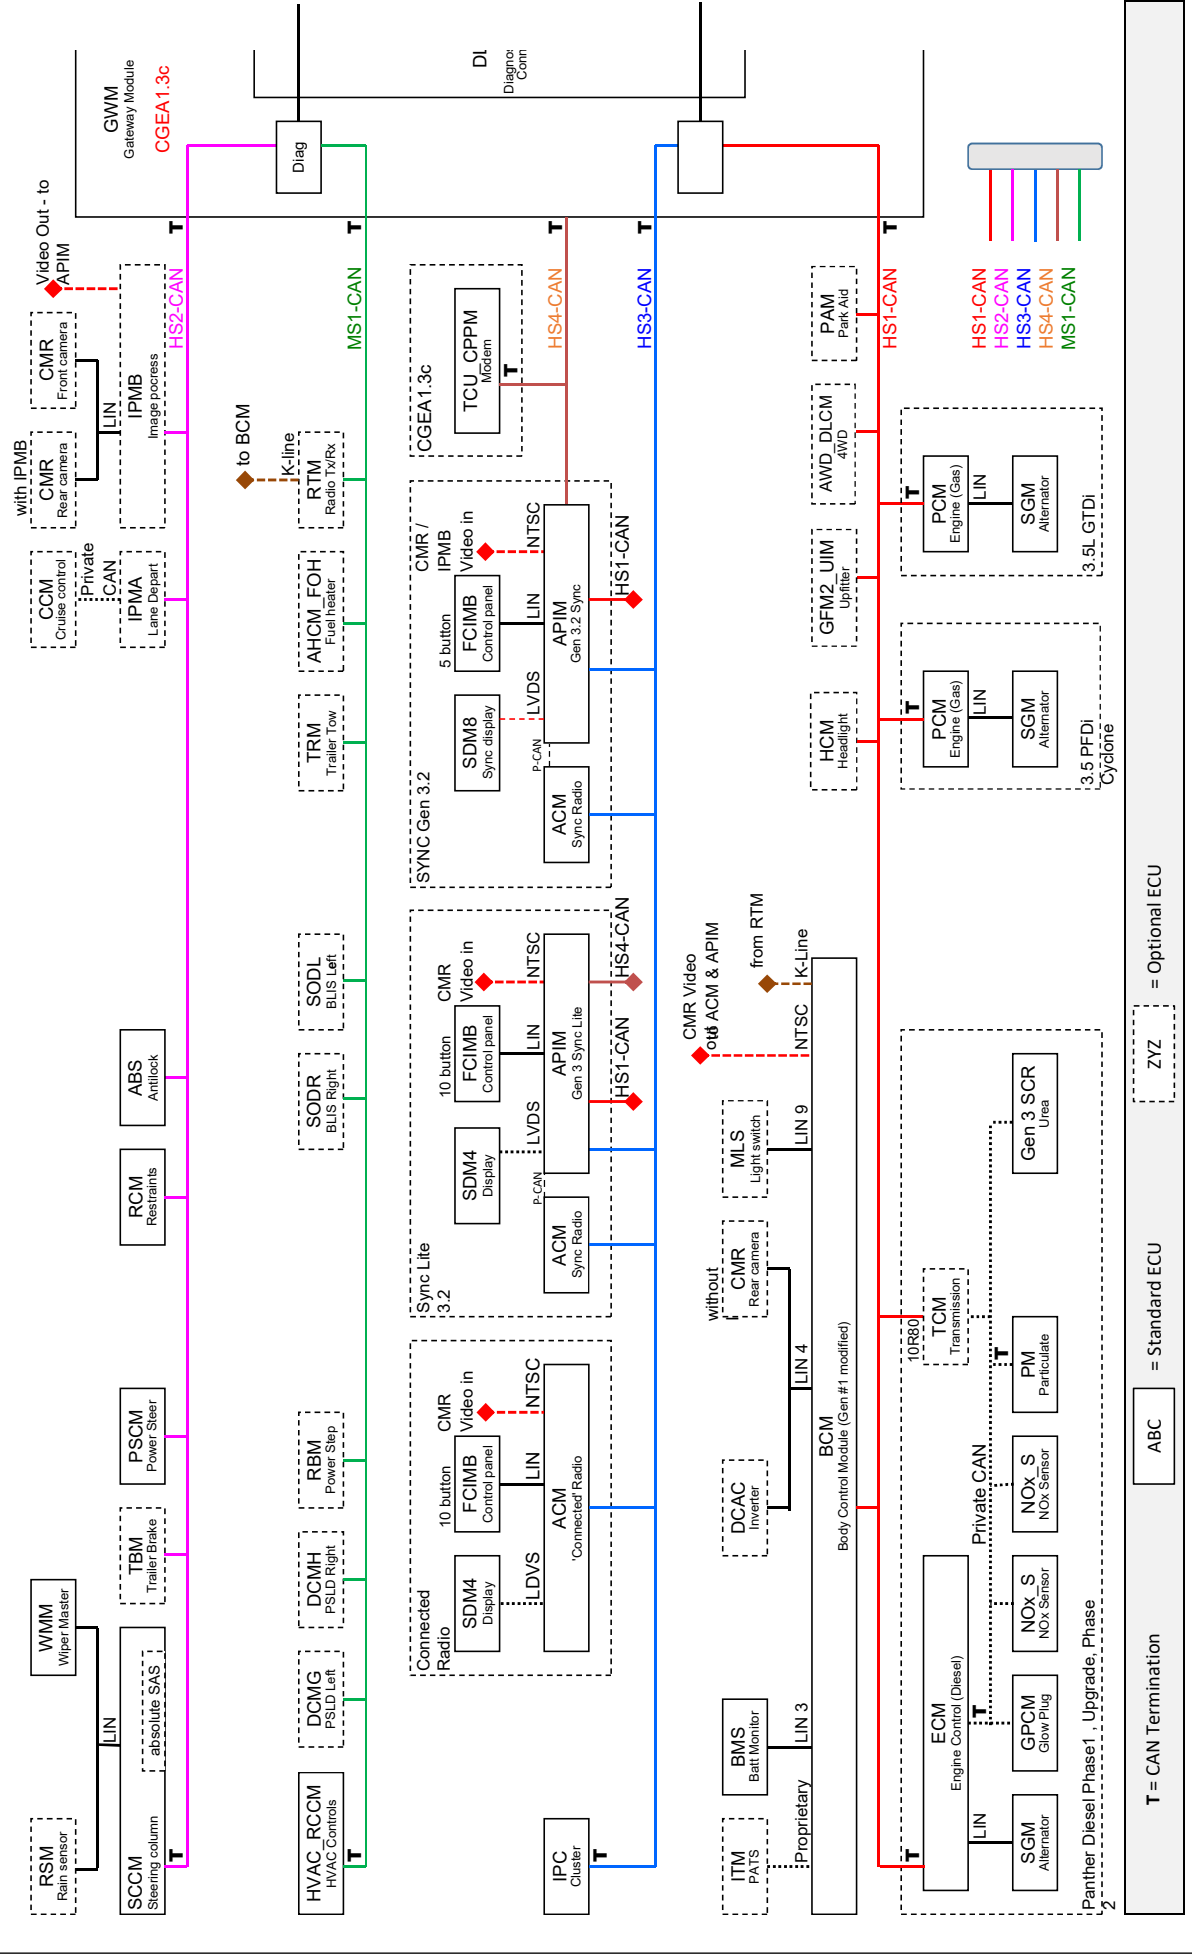 RSM
Rain sensor
WMM
Wiper Master
CCM
Cruise control
with IPMB
CMR
Rear camera
CMR
Front camera
Video Out - to
APIM
LIN
Private
CAN
LIN
SCCM
Steering column
absolute SAS
TBM
Trailer Brake
PSCM
Power Steer
RCM
Restraints
ABS
Antilock
IPMA
Lane Depart
IPMB
Image pocress
GWM
Gateway Module
CGEA1.3c
T
HS2-CAN
T
K-line
to BCM
HVAC_RCCM
HVAC Controls
DCMG
PSLD Left
DCMH
PSLD Right
RBM
Power Step
SODR
BLIS Right
SODL
BLIS Left
TRM
Trailer Tow
AHCM_FOH
Fuel heater
RTM
Radio Tx/Rx
Diag
T
MS1-CAN
T
Connected
Radio
10 button
CMR
Video in
SDM4
Display
FCIMB
Control panel
LDVS
LIN
NTSC
ACM
'Connected' Radio
Sync Lite
3.2
10 button
CMR
Video in
SDM4
Display
FCIMB
Control panel
P-CAN
LVDS
LIN
NTSC
ACM
Sync Radio
APIM
Gen 3 Sync Lite
HS1-CAN
HS4-CAN
SYNC Gen 3.2
5 button
CMR /
IPMB
Video in
SDM8
Sync display
FCIMB
Control panel
P-CAN
LVDS
LIN
NTSC
ACM
Sync Radio
APIM
Gen 3.2 Sync
HS1-CAN
CGEA1.3c
TCU_CPPM
Modem
T
HS4-CAN
T
DL
Diagnos
Conn
IPC
Cluster
T
HS3-CAN
T
CMR Video
out
to ACM & APIM
from RTM
without
ITM
PATS
BMS
Batt Monitor
DCAC
Inverter
CMR
Rear camera
MLS
Light switch
Proprietary
LIN 3
LIN 4
LIN 9
NTSC
K-Line
BCM
Body Control Module (Gen #1 modified)
HCM
Headlight
GFM2_UIM
Upfitter
AWD_DLCM
4WD
PAM
Park Aid
HS1-CAN
T
T
10R80
T
T
ECM
Engine Control (Diesel)
TCM
Transmission
PCM
Engine (Gas)
PCM
Engine (Gas)
LIN
T
Private CAN
T
LIN
LIN
SGM
Alternator
GPCM
Glow Plug
NOx_S
NOx Sensor
NOx_S
NOx Sensor
PM
Particulate
Gen 3 SCR
Urea
SGM
Alternator
SGM
Alternator
Panther Diesel Phase1 , Upgrade, Phase
2
3.5 PFDi
Cyclone
3.5L GTDi
HS1-CAN
HS2-CAN
HS3-CAN
HS4-CAN
MS1-CAN
T = CAN Termination
ABC
= Standard ECU
ZYZ
= Optional ECU